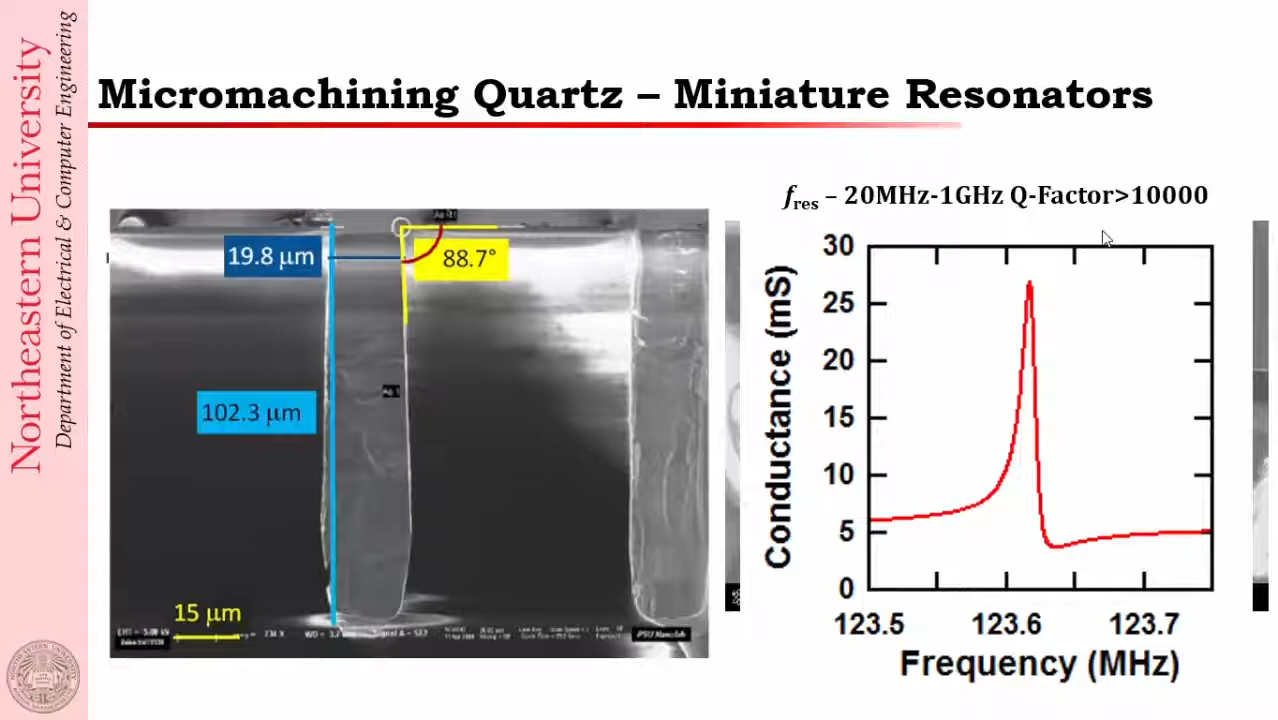 Northeastern University
Department of Electrical & Computer Engineering
Micromachining Quartz – Miniature Resonators
fres – 20MHz-1GHz Q-Factor>10000
19.8 μm
88.7°
102.3 μm
15 μm
PSU Nanofab
Conductance (mS)
30
25
20
15
10
5
0
123.5 123.6 123.7
Frequency (MHz)